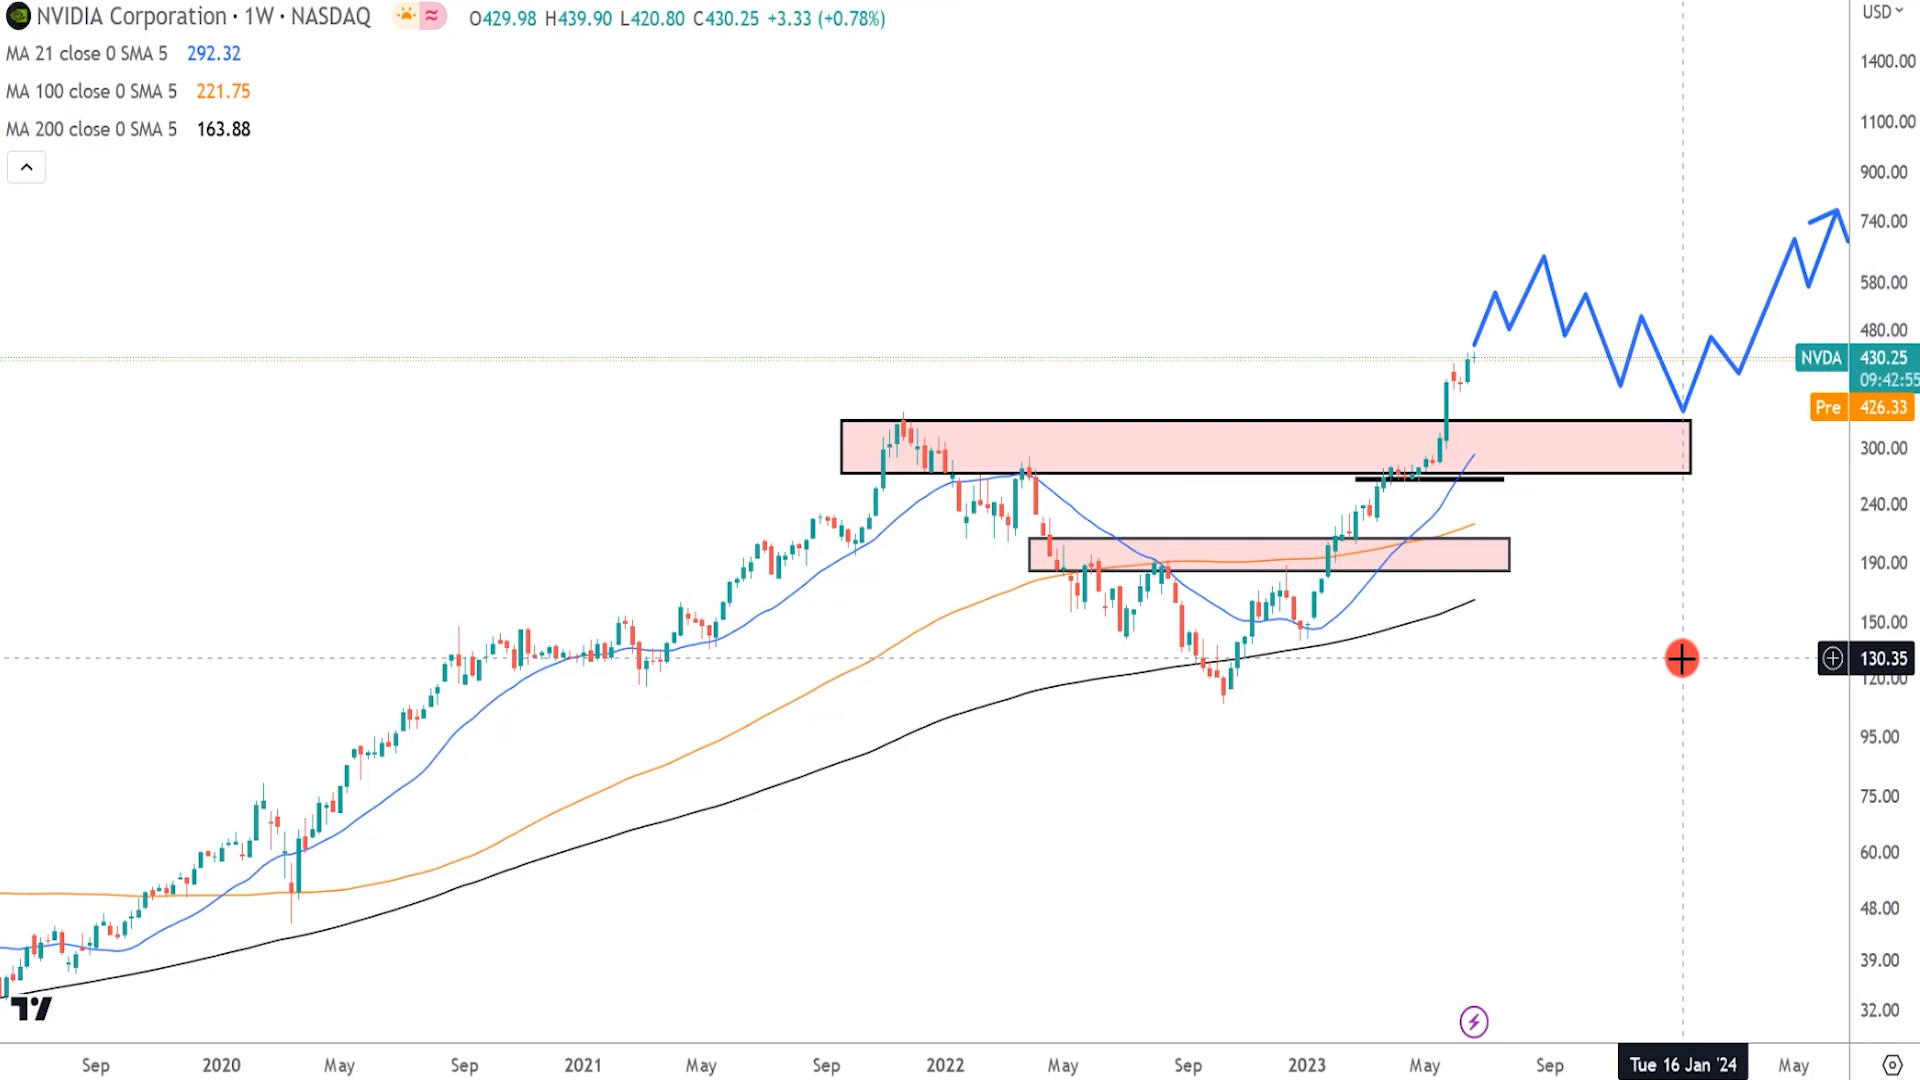 NVIDIA Corporation · 1W · NASDAQ O429.98 H439.90 L420.80 C430.25 +3.33 (+0.78%)
USD
MA 21 close 0 SMA 5 292.32
MA 100 close 0 SMA 5 221.75
MA 200 close 0 SMA 5 163.88
1400.00
1100.00
900.00
740.00
580.00
480.00
NVDA 430.25
09:42:55
Pre 426.33
300.00
240.00
190.00
150.00
130.35
120.00
95.00
75.00
60.00
48.00
39.00
32.00
Sep 2020 May Sep 2021 May Sep 2022 May Sep 2023 May Sep Tue 16 Jan '24 May